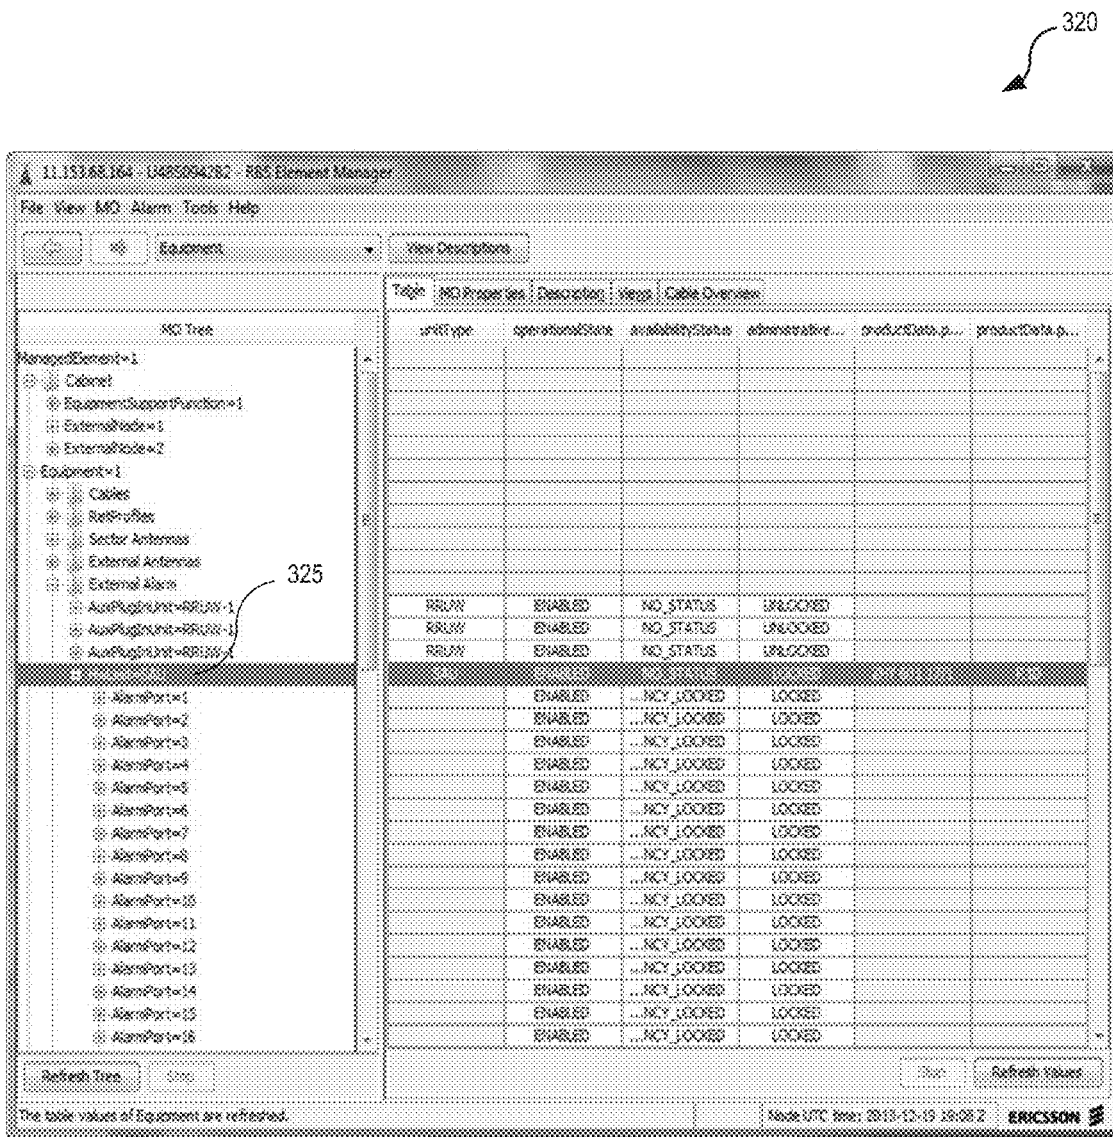 320
11.153.68.164 - U4BS094282 - RBS Element Manager
File View MO Alarm Tools Help
Equipment
View Descriptions
Table MO Properties Description Views Cable Overview
MO Tree
unitType operationalState availabilityStatus administrative... productData.p... productData.p...
ManagedElement=1
Cabinet
EquipmentSupportFunction=1
ExternalNode=1
ExternalNode=2
Equipment=1
Cables
RetProfiles
Sector Antennas
External Antennas
External Alarm
325
AuxPlugInUnit=RRUW-1 RRUW ENABLED NO_STATUS UNLOCKED
AuxPlugInUnit=RRUW-1 RRUW ENABLED NO_STATUS UNLOCKED
AuxPlugInUnit=RRUW-1 RRUW ENABLED NO_STATUS UNLOCKED
NO_STATUS
AlarmPort=1 ENABLED ...NCY_LOCKED LOCKED
AlarmPort=2 ENABLED ...NCY_LOCKED LOCKED
AlarmPort=3 ENABLED ...NCY_LOCKED LOCKED
AlarmPort=4 ENABLED ...NCY_LOCKED LOCKED
AlarmPort=5 ENABLED ...NCY_LOCKED LOCKED
AlarmPort=6 ENABLED ...NCY_LOCKED LOCKED
AlarmPort=7 ENABLED ...NCY_LOCKED LOCKED
AlarmPort=8 ENABLED ...NCY_LOCKED LOCKED
AlarmPort=9 ENABLED ...NCY_LOCKED LOCKED
AlarmPort=10 ENABLED ...NCY_LOCKED LOCKED
AlarmPort=11 ENABLED ...NCY_LOCKED LOCKED
AlarmPort=12 ENABLED ...NCY_LOCKED LOCKED
AlarmPort=13 ENABLED ...NCY_LOCKED LOCKED
AlarmPort=14 ENABLED ...NCY_LOCKED LOCKED
AlarmPort=15 ENABLED ...NCY_LOCKED LOCKED
AlarmPort=16 ENABLED ...NCY_LOCKED LOCKED
Refresh Tree Stop Stop Refresh Values
The table values of Equipment are refreshed. Node UTC time: 2013-12-19 19:08 2 ERICSSON